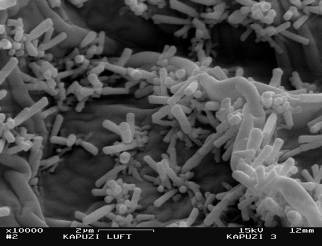 x10000 2µm 15kV 12mm
#2 KAPUZI LUFT KAPUZI 3